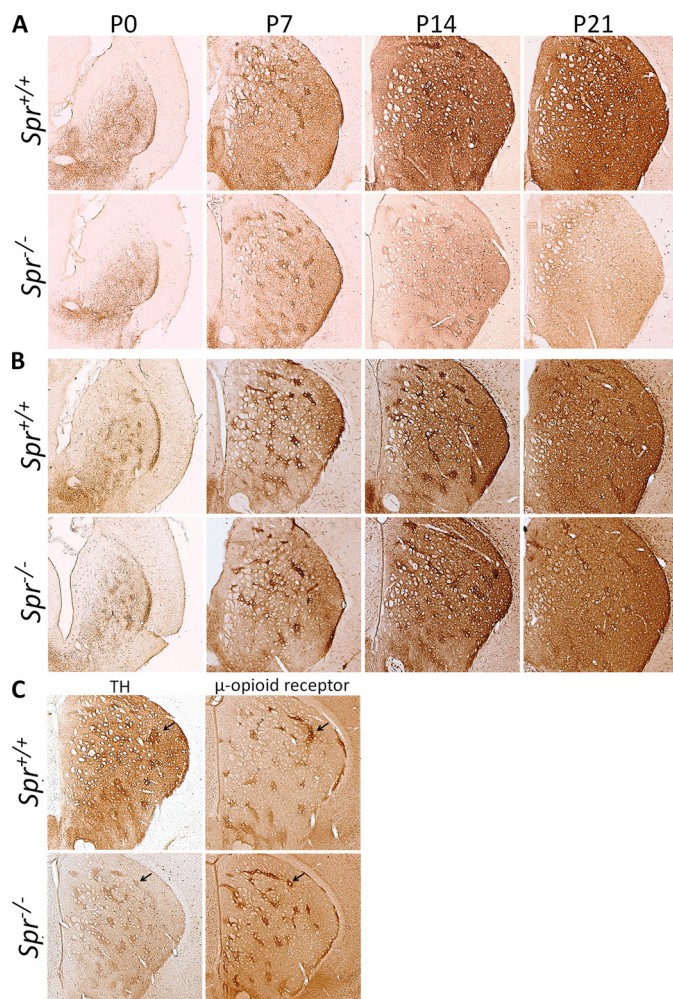 A P0 P7 P14 P21
Spr+/+
Spr-/-
B
Spr+/+
Spr-/-
C TH μ-opioid receptor
Spr+/+
Spr-/-